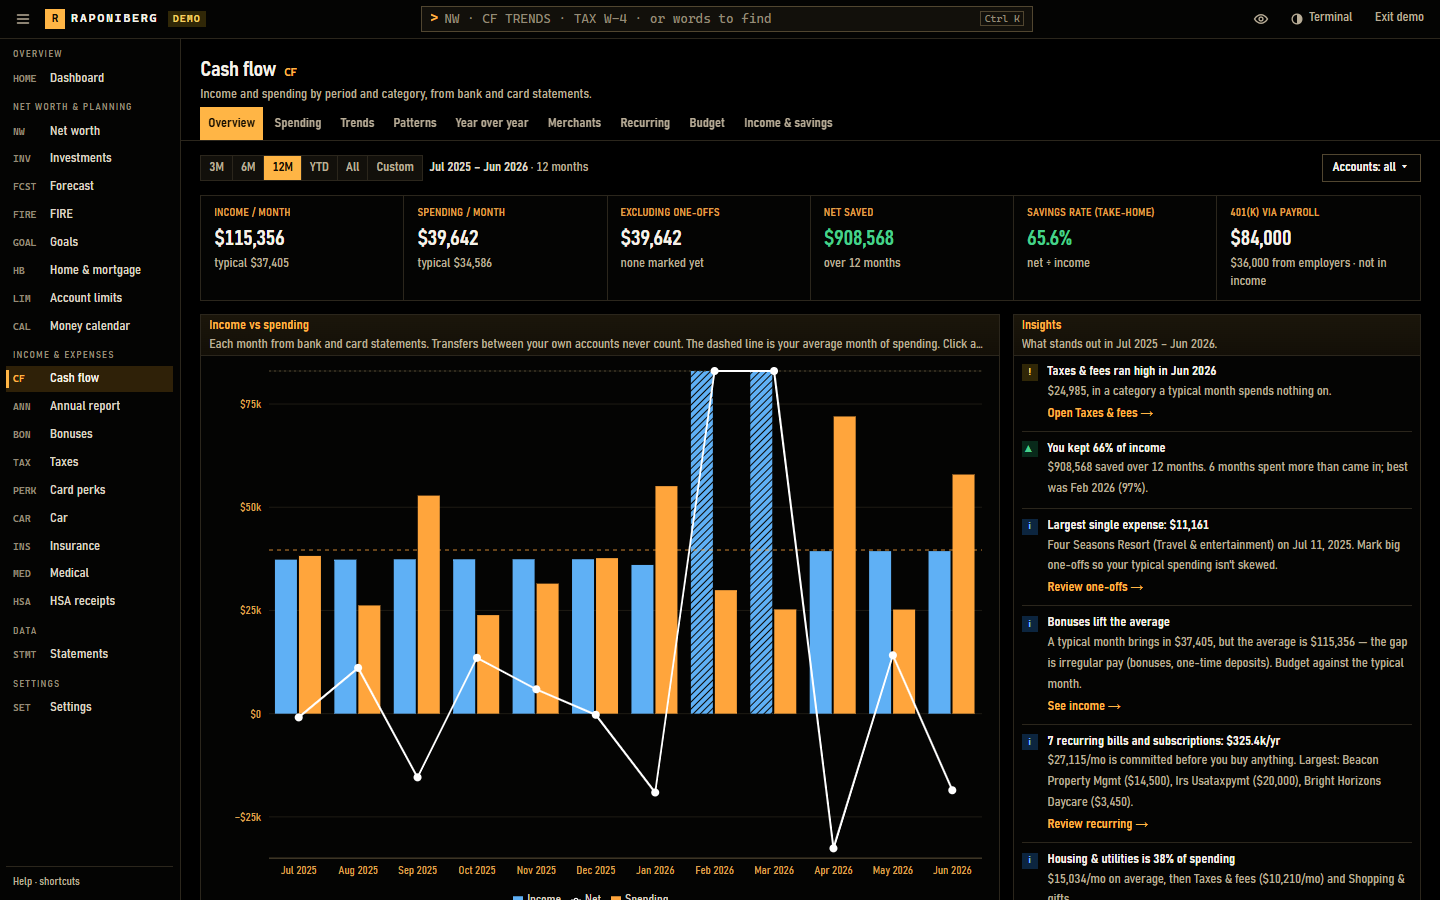 R RAPONIBERG DEMO
> NW · CF TRENDS · TAX W-4 · or words to find Ctrl K
Terminal Exit demo
OVERVIEW
HOME Dashboard
NET WORTH & PLANNING
NW Net worth
INV Investments
FCST Forecast
FIRE FIRE
GOAL Goals
HB Home & mortgage
LIM Account limits
CAL Money calendar
INCOME & EXPENSES
CF Cash flow
ANN Annual report
BON Bonuses
TAX Taxes
PERK Card perks
CAR Car
INS Insurance
MED Medical
HSA HSA receipts
DATA
STMT Statements
SETTINGS
SET Settings
Help · shortcuts
Cash flow CF
Income and spending by period and category, from bank and card statements.
Overview Spending Trends Patterns Year over year Merchants Recurring Budget Income & savings
3M 6M 12M YTD All Custom Jul 2025 – Jun 2026 · 12 months
Accounts: all
INCOME / MONTH
$115,356
typical $37,405
SPENDING / MONTH
$39,642
typical $34,586
EXCLUDING ONE-OFFS
$39,642
none marked yet
NET SAVED
$908,568
over 12 months
SAVINGS RATE (TAKE-HOME)
65.6%
net ÷ income
401(K) VIA PAYROLL
$84,000
$36,000 from employers · not in
income
Income vs spending
Each month from bank and card statements. Transfers between your own accounts never count. The dashed line is your average month of spending. Click a…
$75k
$50k
$25k
$0
−$25k
Jul 2025 Aug 2025 Sep 2025 Oct 2025 Nov 2025 Dec 2025 Jan 2026 Feb 2026 Mar 2026 Apr 2026 May 2026 Jun 2026
Income Net Spending
Insights
What stands out in Jul 2025 – Jun 2026.
! Taxes & fees ran high in Jun 2026
$24,985, in a category a typical month spends nothing on.
Open Taxes & fees →
▲ You kept 66% of income
$908,568 saved over 12 months. 6 months spent more than came in; best
was Feb 2026 (97%).
i Largest single expense: $11,161
Four Seasons Resort (Travel & entertainment) on Jul 11, 2025. Mark big
one-offs so your typical spending isn't skewed.
Review one-offs →
i Bonuses lift the average
A typical month brings in $37,405, but the average is $115,356 — the gap
is irregular pay (bonuses, one-time deposits). Budget against the typical
month.
See income →
i 7 recurring bills and subscriptions: $325.4k/yr
$27,115/mo is committed before you buy anything. Largest: Beacon
Property Mgmt ($14,500), Irs Usataxpymt ($20,000), Bright Horizons
Daycare ($3,450).
Review recurring →
i Housing & utilities is 38% of spending
$15,034/mo on average, then Taxes & fees ($10,210/mo) and Shopping &
gifts.